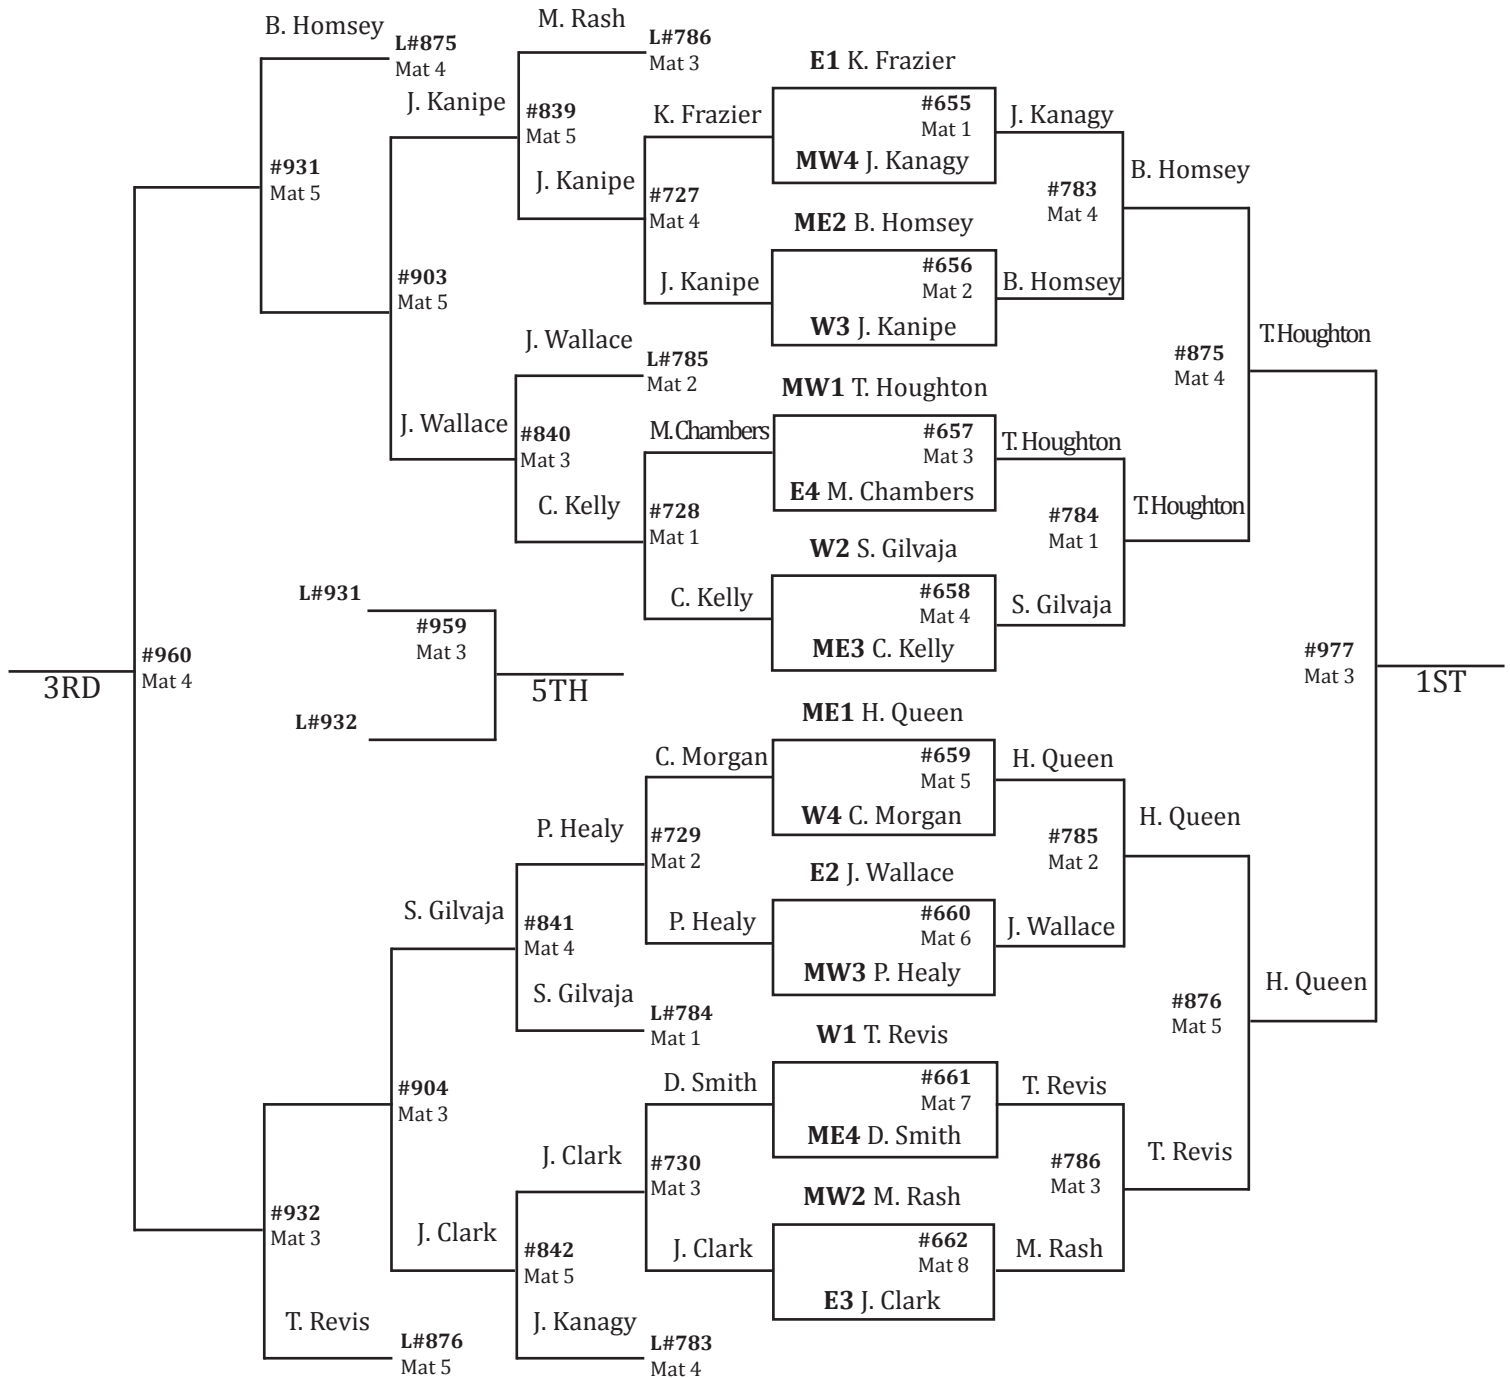 B. Homsey
L#875
Mat 4
M. Rash
L#786
Mat 3
J. Kanipe
#839
Mat 5
#931
Mat 5
J. Kanipe
K. Frazier
#727
Mat 4
#903
Mat 5
J. Kanipe
J. Wallace
L#785
Mat 2
J. Wallace
#840
Mat 3
M.Chambers
C. Kelly
#728
Mat 1
C. Kelly
E1 K. Frazier
#655
Mat 1
MW4 J. Kanagy
ME2 B. Homsey
#656
Mat 2
W3 J. Kanipe
MW1 T. Houghton
#657
Mat 3
E4 M. Chambers
W2 S. Gilvaja
#658
Mat 4
ME3 C. Kelly
J. Kanagy
#783
Mat 4
B. Homsey
B. Homsey
T.Houghton
#784
Mat 1
T.Houghton
S. Gilvaja
#875
Mat 4
T.Houghton
L#931
#959
Mat 3
L#932
5TH
#960
Mat 4
3RD
#977
Mat 3
1ST
ME1 H. Queen
#659
Mat 5
W4 C. Morgan
E2 J. Wallace
#660
Mat 6
MW3 P. Healy
W1 T. Revis
#661
Mat 7
ME4 D. Smith
MW2 M. Rash
#662
Mat 8
E3 J. Clark
C. Morgan
P. Healy
#729
Mat 2
P. Healy
S. Gilvaja
#841
Mat 4
S. Gilvaja
L#784
Mat 1
#904
Mat 3
D. Smith
J. Clark
#730
Mat 3
J. Clark
J. Clark
#842
Mat 5
J. Kanagy
L#783
Mat 4
#932
Mat 3
T. Revis
L#876
Mat 5
H. Queen
#785
Mat 2
H. Queen
J. Wallace
#876
Mat 5
H. Queen
T. Revis
#786
Mat 3
T. Revis
M. Rash